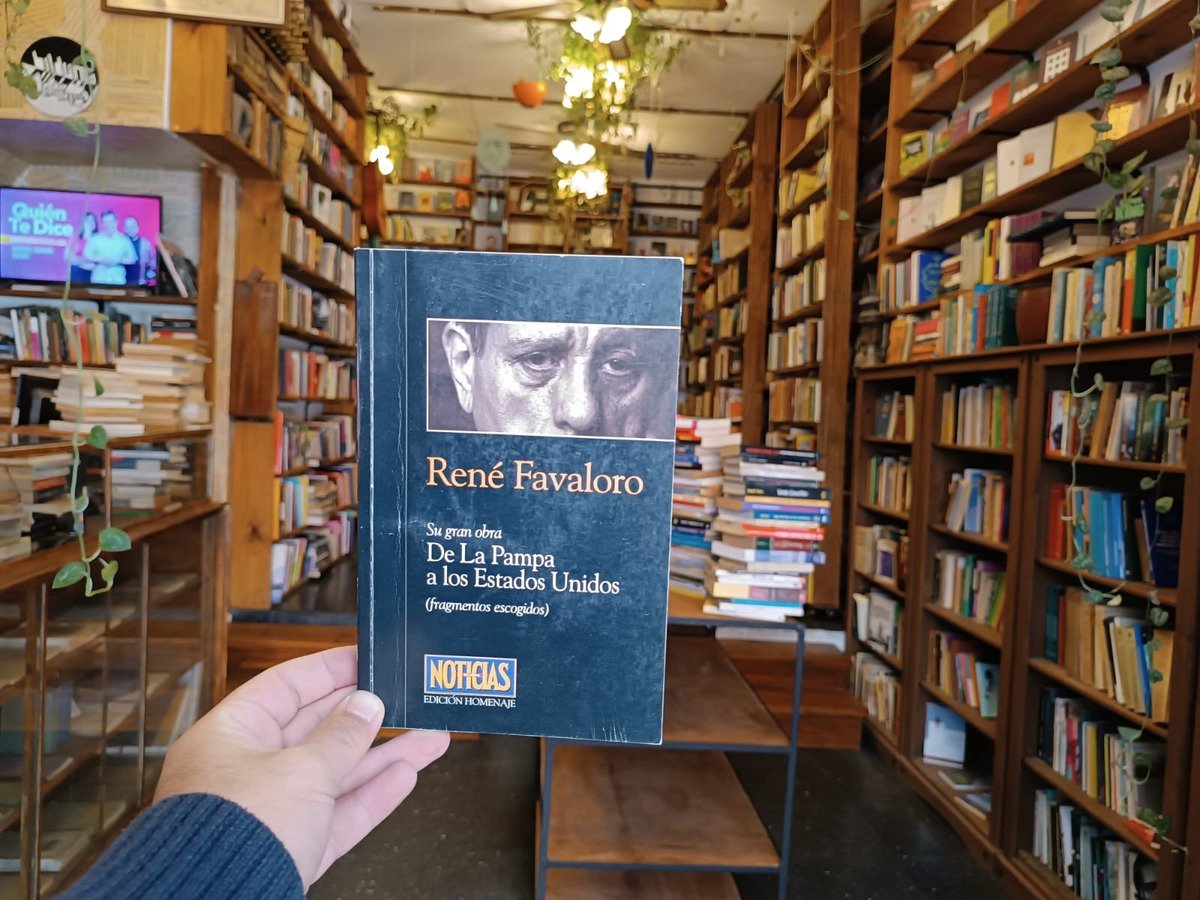 Quién
Te Dice
René Favaloro
Su gran obra
De La Pampa
a los Estados Unidos
(fragmentos escogidos)
NOTICIAS
EDICIÓN HOMENAJE